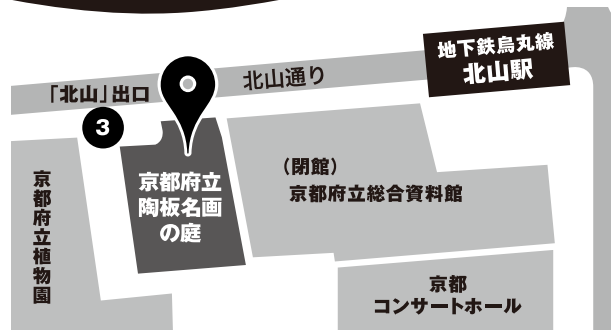 地下鉄烏丸線
北山駅
北山通り
「北山」出口
3
京都府立
陶板名画
の庭
（閉館）
京都府立総合資料館
京都府立植物園
京都
コンサートホール